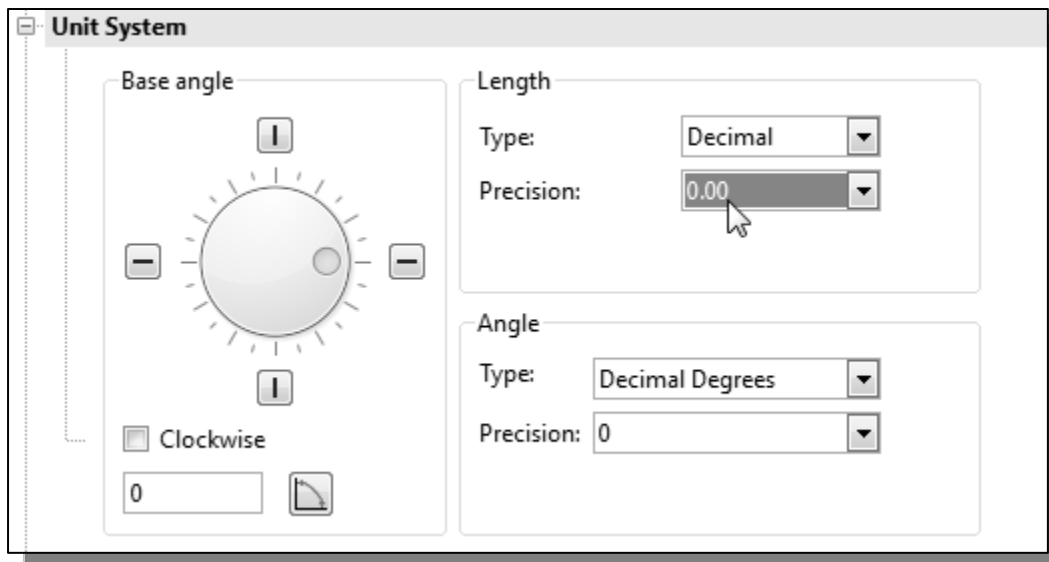 Unit System
Base angle
Clockwise
0
Length
Type: Decimal
Precision: 0.00
Angle
Type: Decimal Degrees
Precision: 0